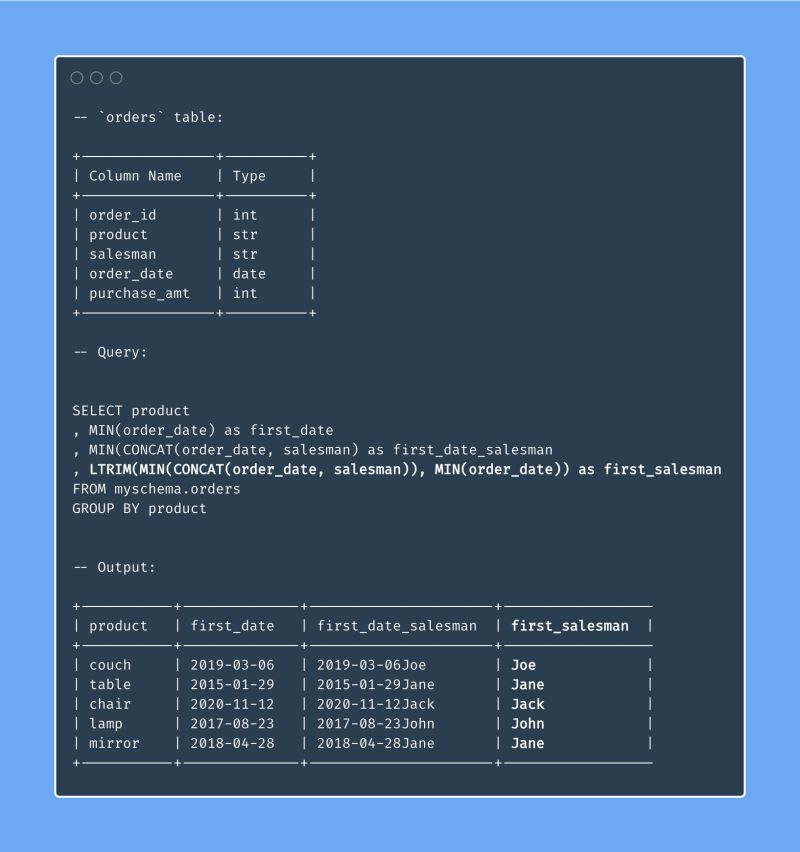 -- `orders` table:
+----------------+----------+
| Column Name    | Type     |
+----------------+----------+
| order_id       | int      |
| product        | str      |
| salesman       | str      |
| order_date     | date     |
| purchase_amt   | int      |
+----------------+----------+
-- Query:
SELECT product
, MIN(order_date) as first_date
, MIN(CONCAT(order_date, salesman) as first_date_salesman
, LTRIM(MIN(CONCAT(order_date, salesman)), MIN(order_date)) as first_salesman
FROM myschema.orders
GROUP BY product
-- Output:
+-----------+--------------+----------------------+------------------
| product   | first_date   | first_date_salesman  | first_salesman  |
+-----------+--------------+----------------------+------------------
| couch     | 2019-03-06   | 2019-03-06Joe        | Joe             |
| table     | 2015-01-29   | 2015-01-29Jane       | Jane            |
| chair     | 2020-11-12   | 2020-11-12Jack       | Jack            |
| lamp      | 2017-08-23   | 2017-08-23John       | John            |
| mirror    | 2018-04-28   | 2018-04-28Jane       | Jane            |
+-----------+--------------+----------------------+------------------